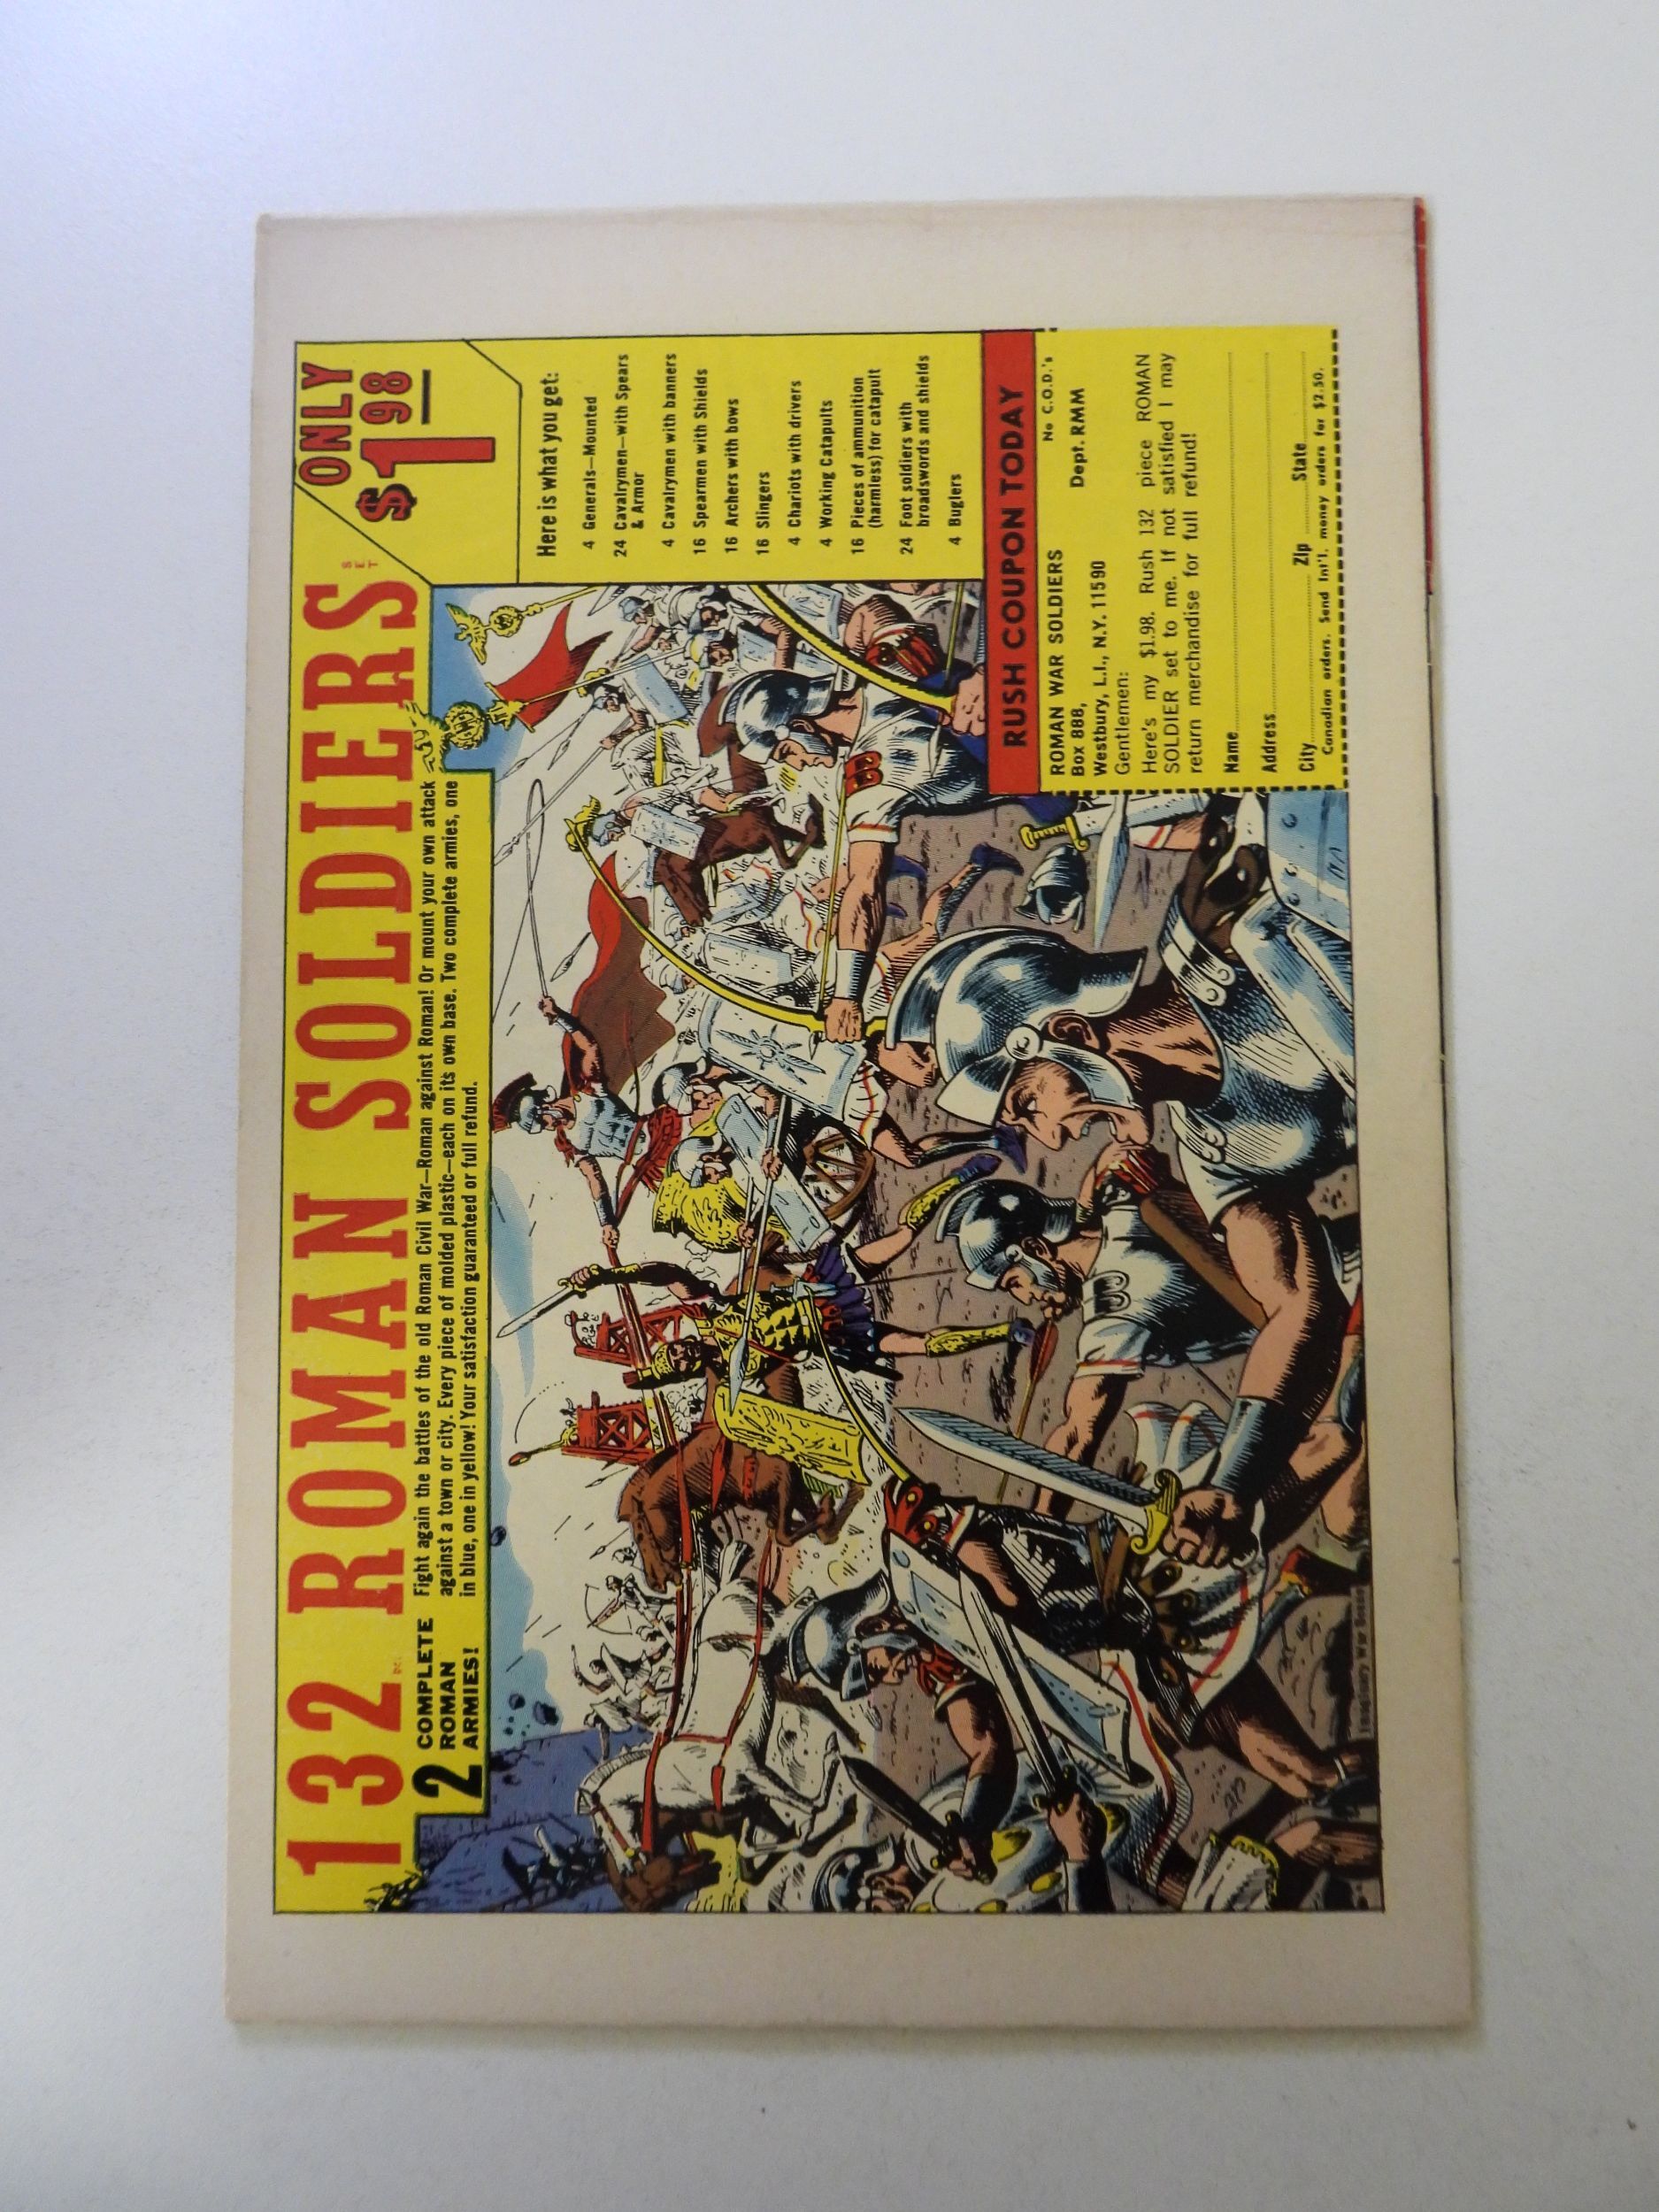 132 PC. ROMAN SOLDIERS SET
ONLY
$1.98
2 COMPLETE
ROMAN
ARMIES!
Fight again the battles of the old Roman Civil War—Roman against Roman! Or mount your own attack
against a town or city. Every piece of molded plastic—each on its own base. Two complete armies, one
in blue, one in yellow! Your satisfaction guaranteed or full refund.
Here is what you get:
4 Generals—Mounted
24 Cavalrymen—with Spears
& Armor
4 Cavalrymen with banners
16 Spearmen with Shields
16 Archers with bows
16 Slingers
4 Chariots with drivers
4 Working Catapults
16 Pieces of ammunition
(harmless) for catapult
24 Foot soldiers with
broadswords and shields
4 Buglers
RUSH COUPON TODAY
ROMAN WAR SOLDIERS No C.O.D.'s
Box 888, Dept. RMM
Westbury, L.I., N.Y. 11590
Gentlemen:
Here's my $1.98. Rush 132 piece ROMAN
SOLDIER set to me. If not satisfied I may
return merchandise for full refund!
Name
Address
City Zip State
Canadian orders. Send Int'l. money orders for $2.50.
Imaginary War Scene